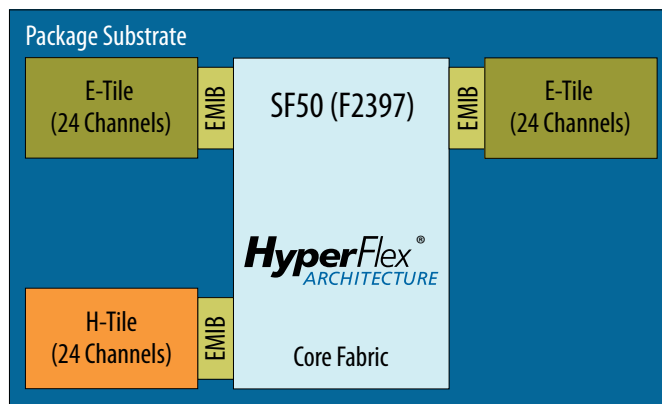 Package Substrate
E-Tile
(24 Channels)
EMIB
SF50 (F2397)
EMIB
E-Tile
(24 Channels)
HyperFlex®
ARCHITECTURE
H-Tile
(24 Channels)
EMIB
Core Fabric